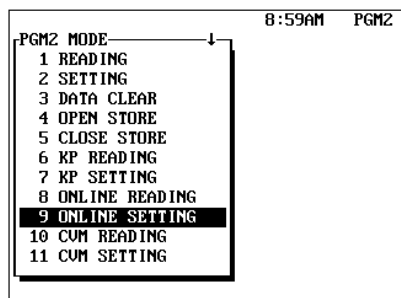 8:59AM PGM2
PGM2 MODE ↓
1 READING
2 SETTING
3 DATA CLEAR
4 OPEN STORE
5 CLOSE STORE
6 KP READING
7 KP SETTING
8 ONLINE READING
9 ONLINE SETTING
10 CVM READING
11 CVM SETTING